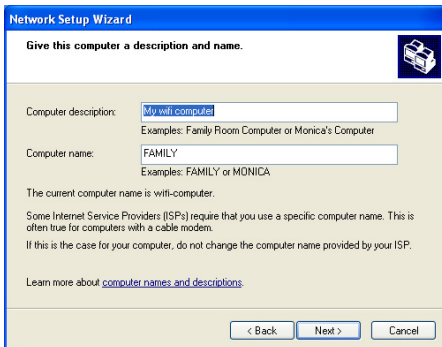 Network Setup Wizard
Give this computer a description and name.
Computer description: My wifi computer
Examples: Family Room Computer or Monica's Computer
Computer name: FAMILY
Examples: FAMILY or MONICA
The current computer name is wifi-computer.
Some Internet Service Providers (ISPs) require that you use a specific computer name. This is
often true for computers with a cable modem.
If this is the case for your computer, do not change the computer name provided by your ISP.
Learn more about computer names and descriptions.
< Back Next > Cancel